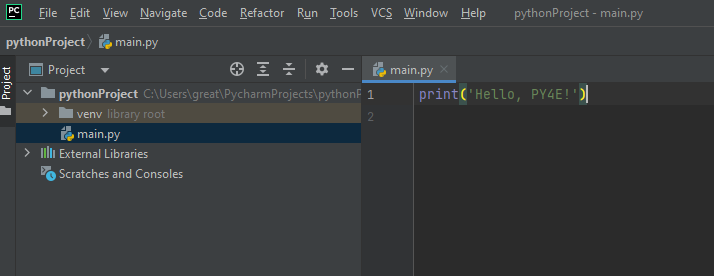 PC File Edit View Navigate Code Refactor Run Tools VCS Window Help pythonProject - main.py
pythonProject main.py
Project
Project main.py
pythonProject C:\Users\great\PycharmProjects\pythonP
1 print('Hello, PY4E!')
venv library root
2
main.py
External Libraries
Scratches and Consoles